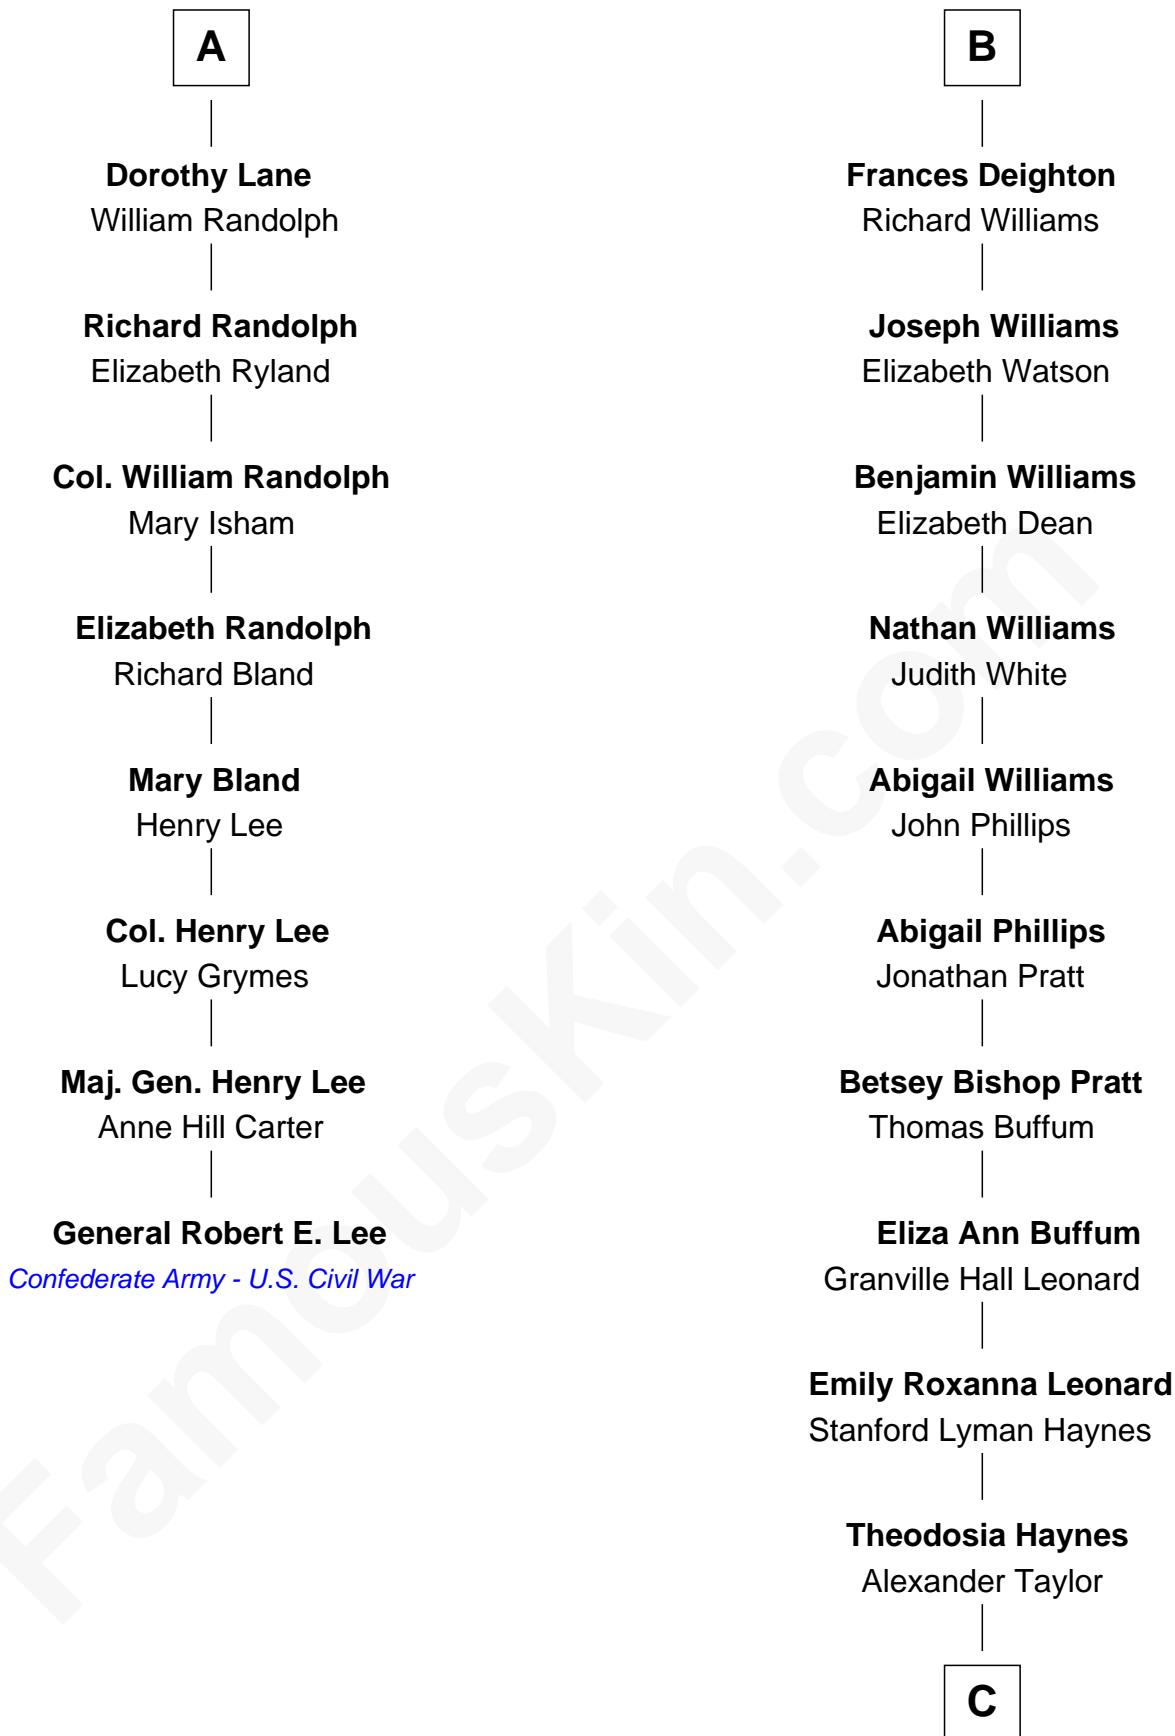 A
Dorothy Lane
William Randolph
Richard Randolph
Elizabeth Ryland
Col. William Randolph
Mary Isham
Elizabeth Randolph
Richard Bland
Mary Bland
Henry Lee
Col. Henry Lee
Lucy Grymes
Maj. Gen. Henry Lee
Anne Hill Carter
General Robert E. Lee
Confederate Army - U.S. Civil War
B
Frances Deighton
Richard Williams
Joseph Williams
Elizabeth Watson
Benjamin Williams
Elizabeth Dean
Nathan Williams
Judith White
Abigail Williams
John Phillips
Abigail Phillips
Jonathan Pratt
Betsey Bishop Pratt
Thomas Buffum
Eliza Ann Buffum
Granville Hall Leonard
Emily Roxanna Leonard
Stanford Lyman Haynes
Theodosia Haynes
Alexander Taylor
C
FamousKin.com